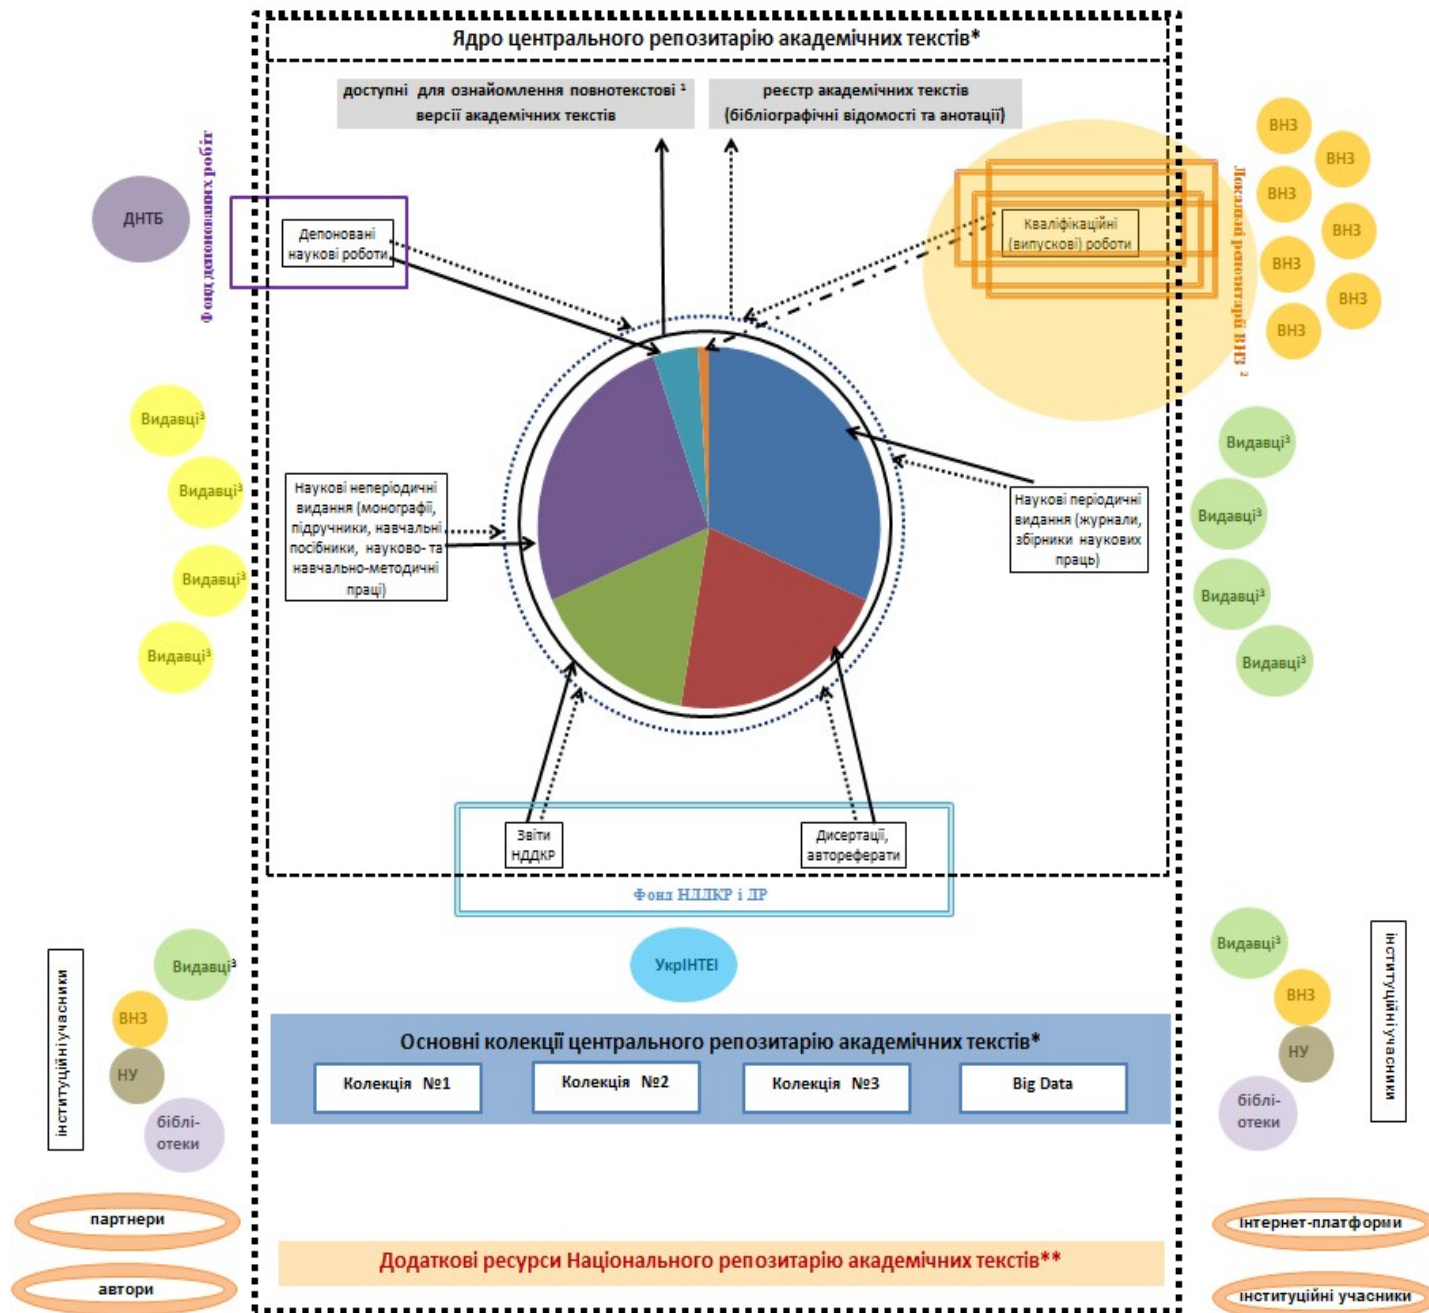 Ядро центрального репозитарію академічних текстів*
доступні для ознайомлення повнотекстові ¹
версії академічних текстів
реєстр академічних текстів
(бібліографічні відомості та анотації)
ДНТБ
Фонд депонованих робіт
Депоновані
наукові роботи
Кваліфікаційні
(випускові) роботи
Локальні репозитарії ВНЗ ²
ВНЗ
ВНЗ
ВНЗ
ВНЗ
ВНЗ
ВНЗ
ВНЗ
Видавці³
Видавці³
Видавці³
Видавці³
Наукові неперіодичні
видання (монографії,
підручники, навчальні
посібники, науково- та
навчально-методичні
праці)
Наукові періодичні
видання (журнали,
збірники наукових
праць)
Видавці³
Видавці³
Видавці³
Видавці³
Звіти
НДДКР
Дисертації,
автореферати
Фонд НДДКР і ДР
УкрІНТЕІ
інституційні учасники
Видавці³
ВНЗ
НУ
бібліо-
отеки
Видавці³
ВНЗ
НУ
біблі-
отеки
інституційні учасники
Основні колекції центрального репозитарію академічних текстів*
Колекція №1
Колекція №2
Колекція №3
Big Data
партнери
автори
Додаткові ресурси Національного репозитарію академічних текстів**
інтернет-платформи
інституційні учасники